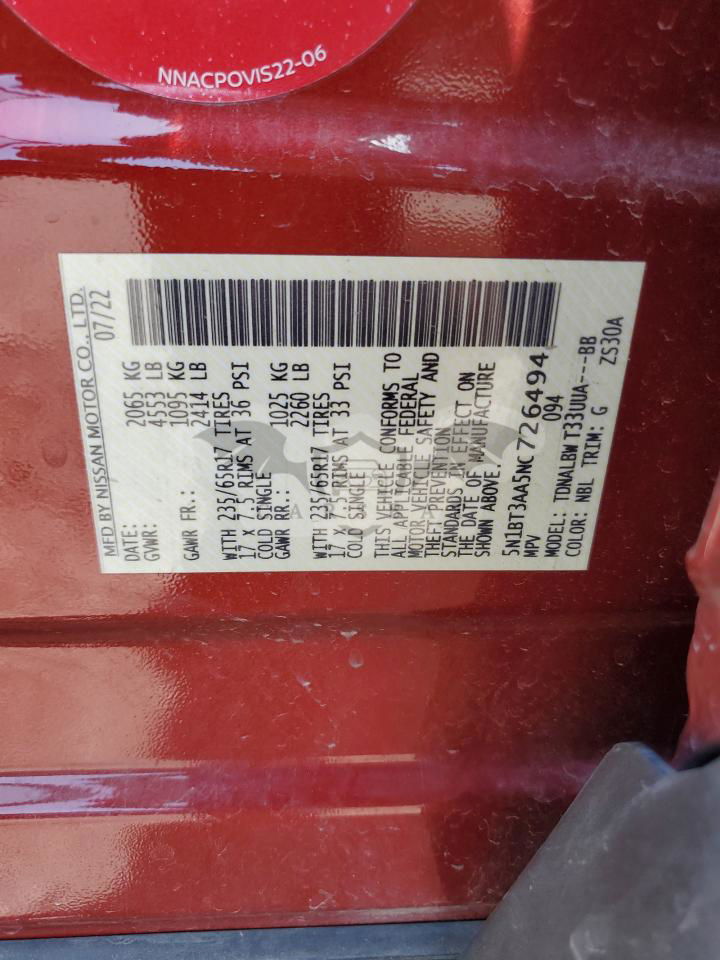 NNACPOVIS22-06
MFD BY NISSAN MOTOR CO., LTD.
DATE: 07/22
GVWR: 2065 KG
4553 LB
GAWR FR.: 1095 KG
2414 LB
WITH 235/65R17 TIRES
17 X 7.5 RIMS AT 36 PSI
COLD SINGLE
GAWR RR.: 1025 KG
2260 LB
WITH 235/65R17 TIRES
17 X 7.5 RIMS AT 33 PSI
COLD SINGLE
THIS VEHICLE CONFORMS TO
ALL APPLICABLE FEDERAL
MOTOR VEHICLE SAFETY AND
THEFT PREVENTION
STANDARDS IN EFFECT ON
THE DATE OF MANUFACTURE
SHOWN ABOVE.
5N1BT3AA5NC726494
MPV 094
MODEL: TDNALBW T33UUA---BB
COLOR: NBL TRIM: G ZS30A